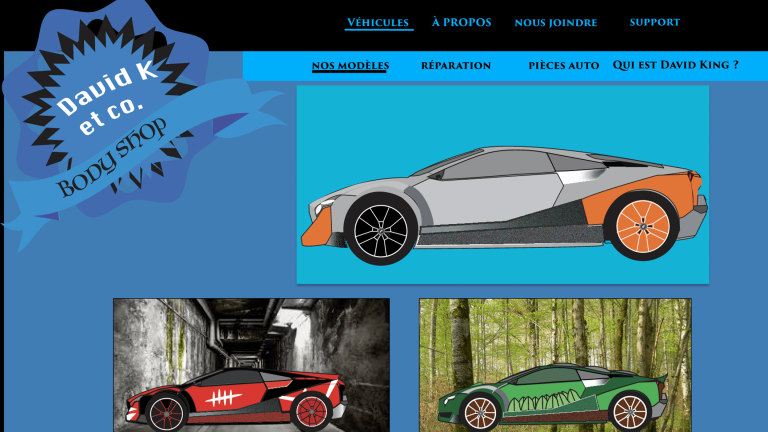 Véhicules À PROPOS NOUS JOINDRE SUPPORT
NOS MODÈLES RÉPARATION PIÈCES AUTO QUI EST DAVID KING ?
David K
et co.
BODY SHOP